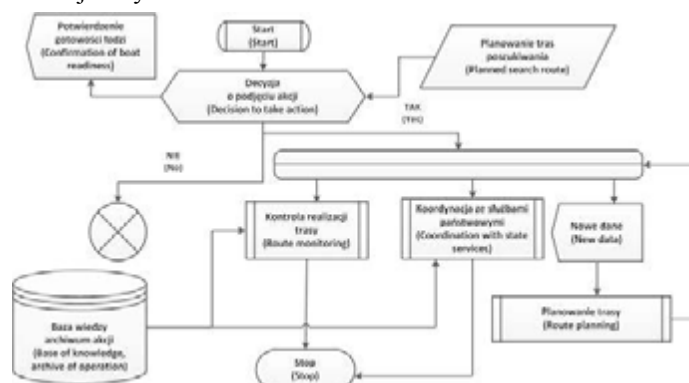 Potwierdzenie
gotowości łodzi
(Confirmation of boat
readiness)
Start
(Start)
Planowanie tras
poszukiwania
(Planned search route)
Decyzja
o podjęciu akcji
(Decision to take action)
TAK
(Yes)
NIE
(No)
Kontrola realizacji
trasy
(Route monitoring)
Koordynacja ze służbami
państwowymi
(Coordination with state
services)
Nowe dane
(New data)
Baza wiedzy
archiwum akcji
(Base of knowledge,
archive of operation)
Planowanie trasy
(Route planning)
Stop
(Stop)